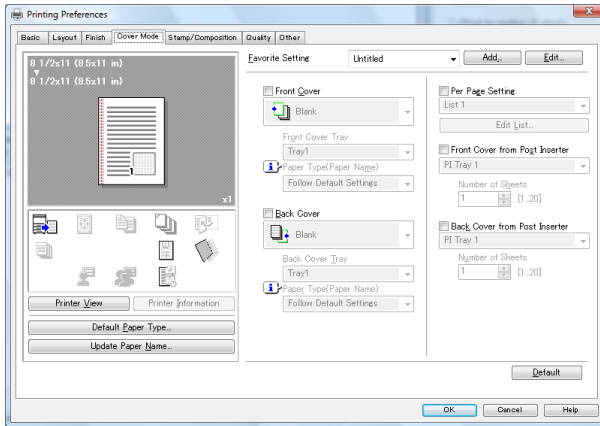 Printing Preferences
Basic Layout Finish Cover Mode Stamp/Composition Quality Other
8 1/2x11 (8.5x11 in)
8 1/2x11 (8.5x11 in)
1
x1
Printer View
Printer Information
Default Paper Type...
Update Paper Name...
Favorite Setting
Untitled
Add...
Edit...
Front Cover
Blank
Front Cover Tray
Tray1
Paper Type(Paper Name)
Follow Default Settings
Back Cover
Blank
Back Cover Tray
Tray1
Paper Type(Paper Name)
Follow Default Settings
Per Page Setting
List 1
Edit List...
Front Cover from Post Inserter
PI Tray 1
Number of Sheets
1 [1..20]
Back Cover from Post Inserter
PI Tray 1
Number of Sheets
1 [1..20]
Default
OK Cancel Help